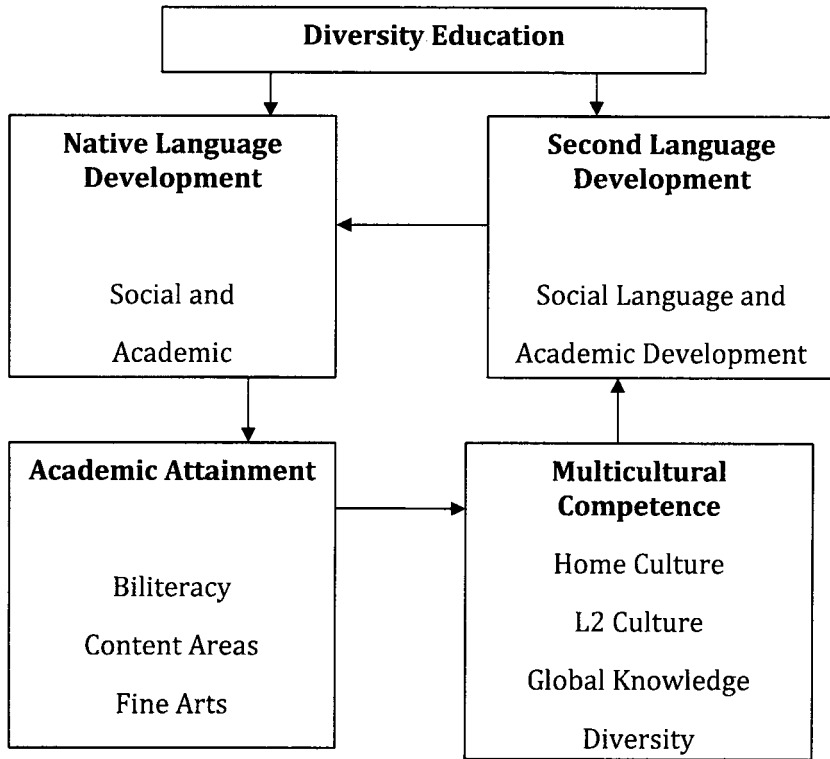 Diversity Education
Native Language
Development
Social and
Academic
Second Language
Development
Social Language and
Academic Development
Academic Attainment
Biliteracy
Content Areas
Fine Arts
Multicultural
Competence
Home Culture
L2 Culture
Global Knowledge
Diversity